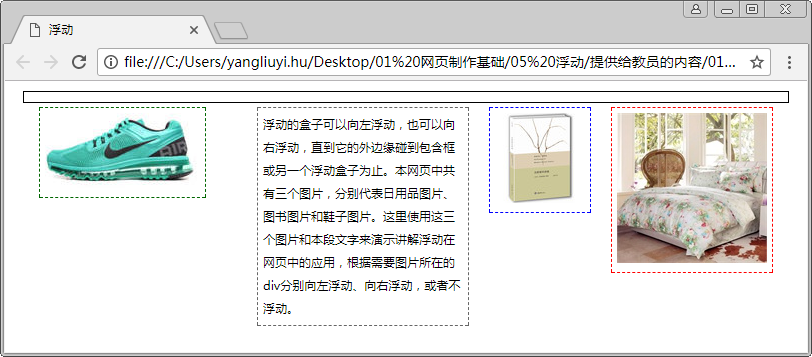 浮动
file:///C:/Users/yangliuyi.hu/Desktop/01%20网页制作基础/05%20浮动/提供给教员的内容/01...
浮动的盒子可以向左浮动，也可以向
右浮动，直到它的外边缘碰到包含框
或另一个浮动盒子为止。本网页中共
有三个图片，分别代表日用品图片、
图书图片和鞋子图片。这里使用这三
个图片和本段文字来演示讲解浮动在
网页中的应用，根据需要图片所在的
div分别向左浮动、向右浮动，或者不
浮动。